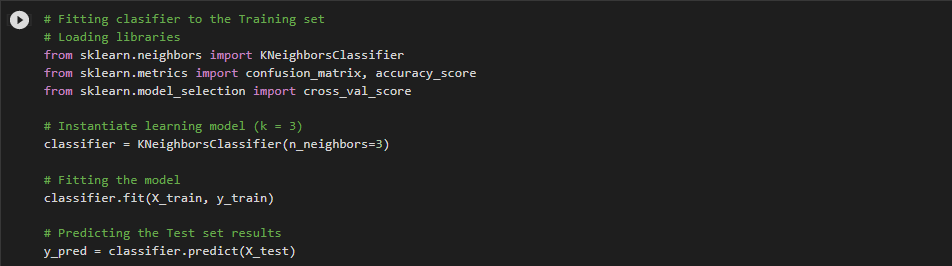 # Fitting clasifier to the Training set
# Loading libraries
from sklearn.neighbors import KNeighborsClassifier
from sklearn.metrics import confusion_matrix, accuracy_score
from sklearn.model_selection import cross_val_score
# Instantiate learning model (k = 3)
classifier = KNeighborsClassifier(n_neighbors=3)
# Fitting the model
classifier.fit(X_train, y_train)
# Predicting the Test set results
y_pred = classifier.predict(X_test)